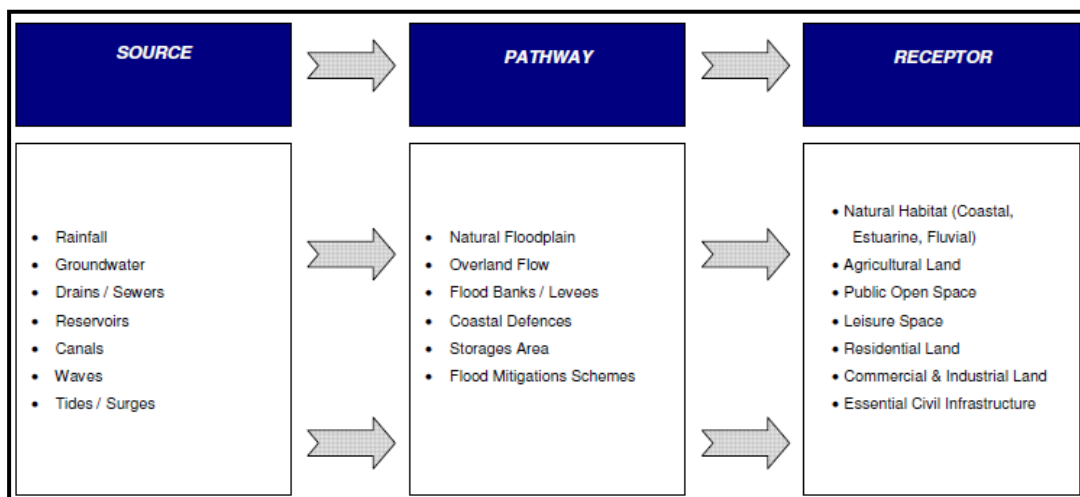 SOURCE
PATHWAY
RECEPTOR
• Rainfall
• Groundwater
• Drains / Sewers
• Reservoirs
• Canals
• Waves
• Tides / Surges
• Natural Floodplain
• Overland Flow
• Flood Banks / Levees
• Coastal Defences
• Storages Area
• Flood Mitigations Schemes
• Natural Habitat (Coastal,
Estuarine, Fluvial)
• Agricultural Land
• Public Open Space
• Leisure Space
• Residential Land
• Commercial & Industrial Land
• Essential Civil Infrastructure